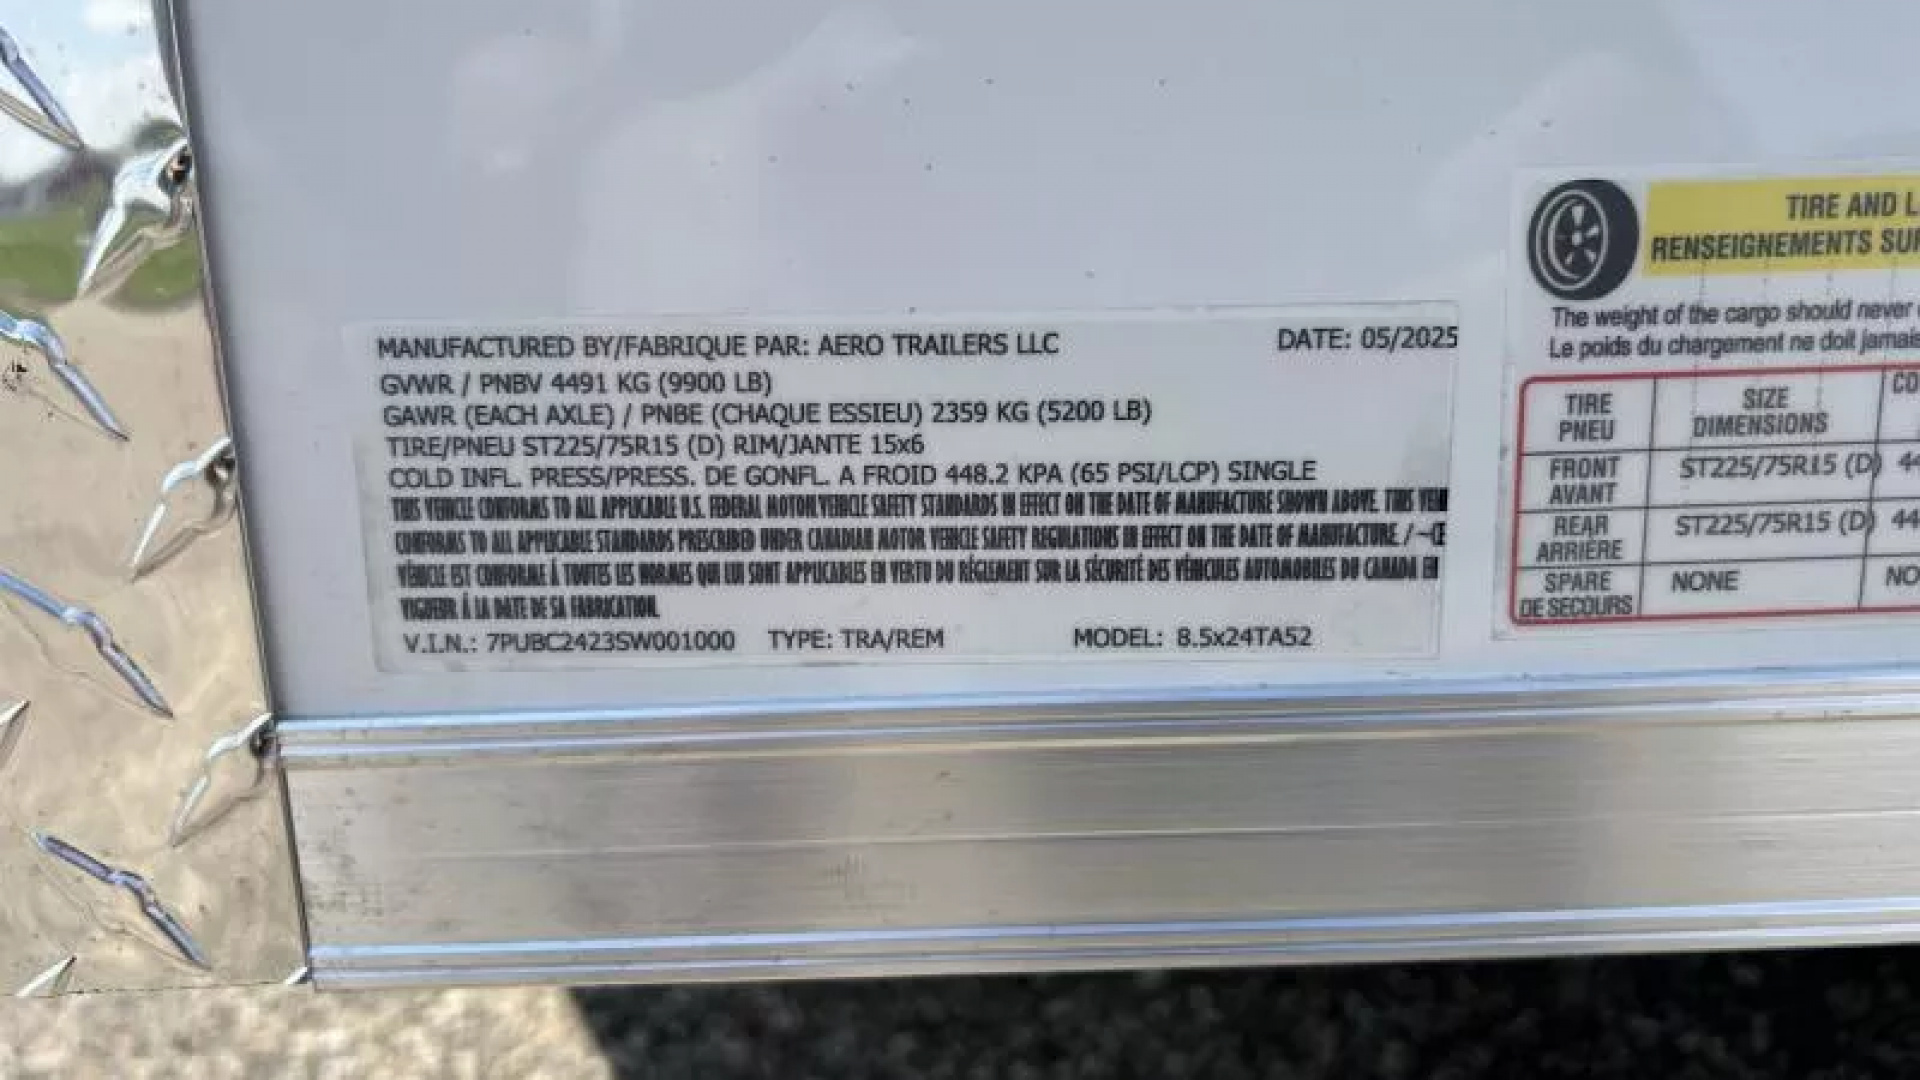 MANUFACTURED BY/FABRIQUE PAR: AERO TRAILERS LLC DATE: 05/2025
GVWR / PNBV 4491 KG (9900 LB)
GAWR (EACH AXLE) / PNBE (CHAQUE ESSIEU) 2359 KG (5200 LB)
TIRE/PNEU ST225/75R15 (D) RIM/JANTE 15x6
COLD INFL. PRESS/PRESS. DE GONFL. A FROID 448.2 KPA (65 PSI/LCP) SINGLE
THIS VEHICLE CONFORMS TO ALL APPLICABLE U.S. FEDERAL MOTOR VEHICLE SAFETY STANDARDS IN EFFECT ON THE DATE OF MANUFACTURE SHOWN ABOVE. THIS VEH
CONFORMS TO ALL APPLICABLE STANDARDS PRESCRIBED UNDER CANADIAN MOTOR VEHICLE SAFETY REGULATIONS IN EFFECT ON THE DATE OF MANUFACTURE. / ~CE
VÉHICULE EST CONFORME À TOUTES LES NORMES QUI LUI SONT APPLICABLES EN VERTU DU RÉGLEMENT SUR LA SÉCURITÉ DES VÉHICULES AUTOMOBILES DU CANADA EN
VIGUEUR À LA DATE DE SA FABRICATION.
V.I.N.: 7PUBC2423SW001000 TYPE: TRA/REM MODEL: 8.5x24TA52
TIRE AND L
RENSEIGNEMENTS SUR
The weight of the cargo should never
Le poids du chargement ne doit jamais
TIRE SIZE CO
PNEU DIMENSIONS
FRONT ST225/75R15 (D) 44
AVANT
REAR ST225/75R15 (D) 44
ARRIÈRE
SPARE NONE NO
DE SECOURS